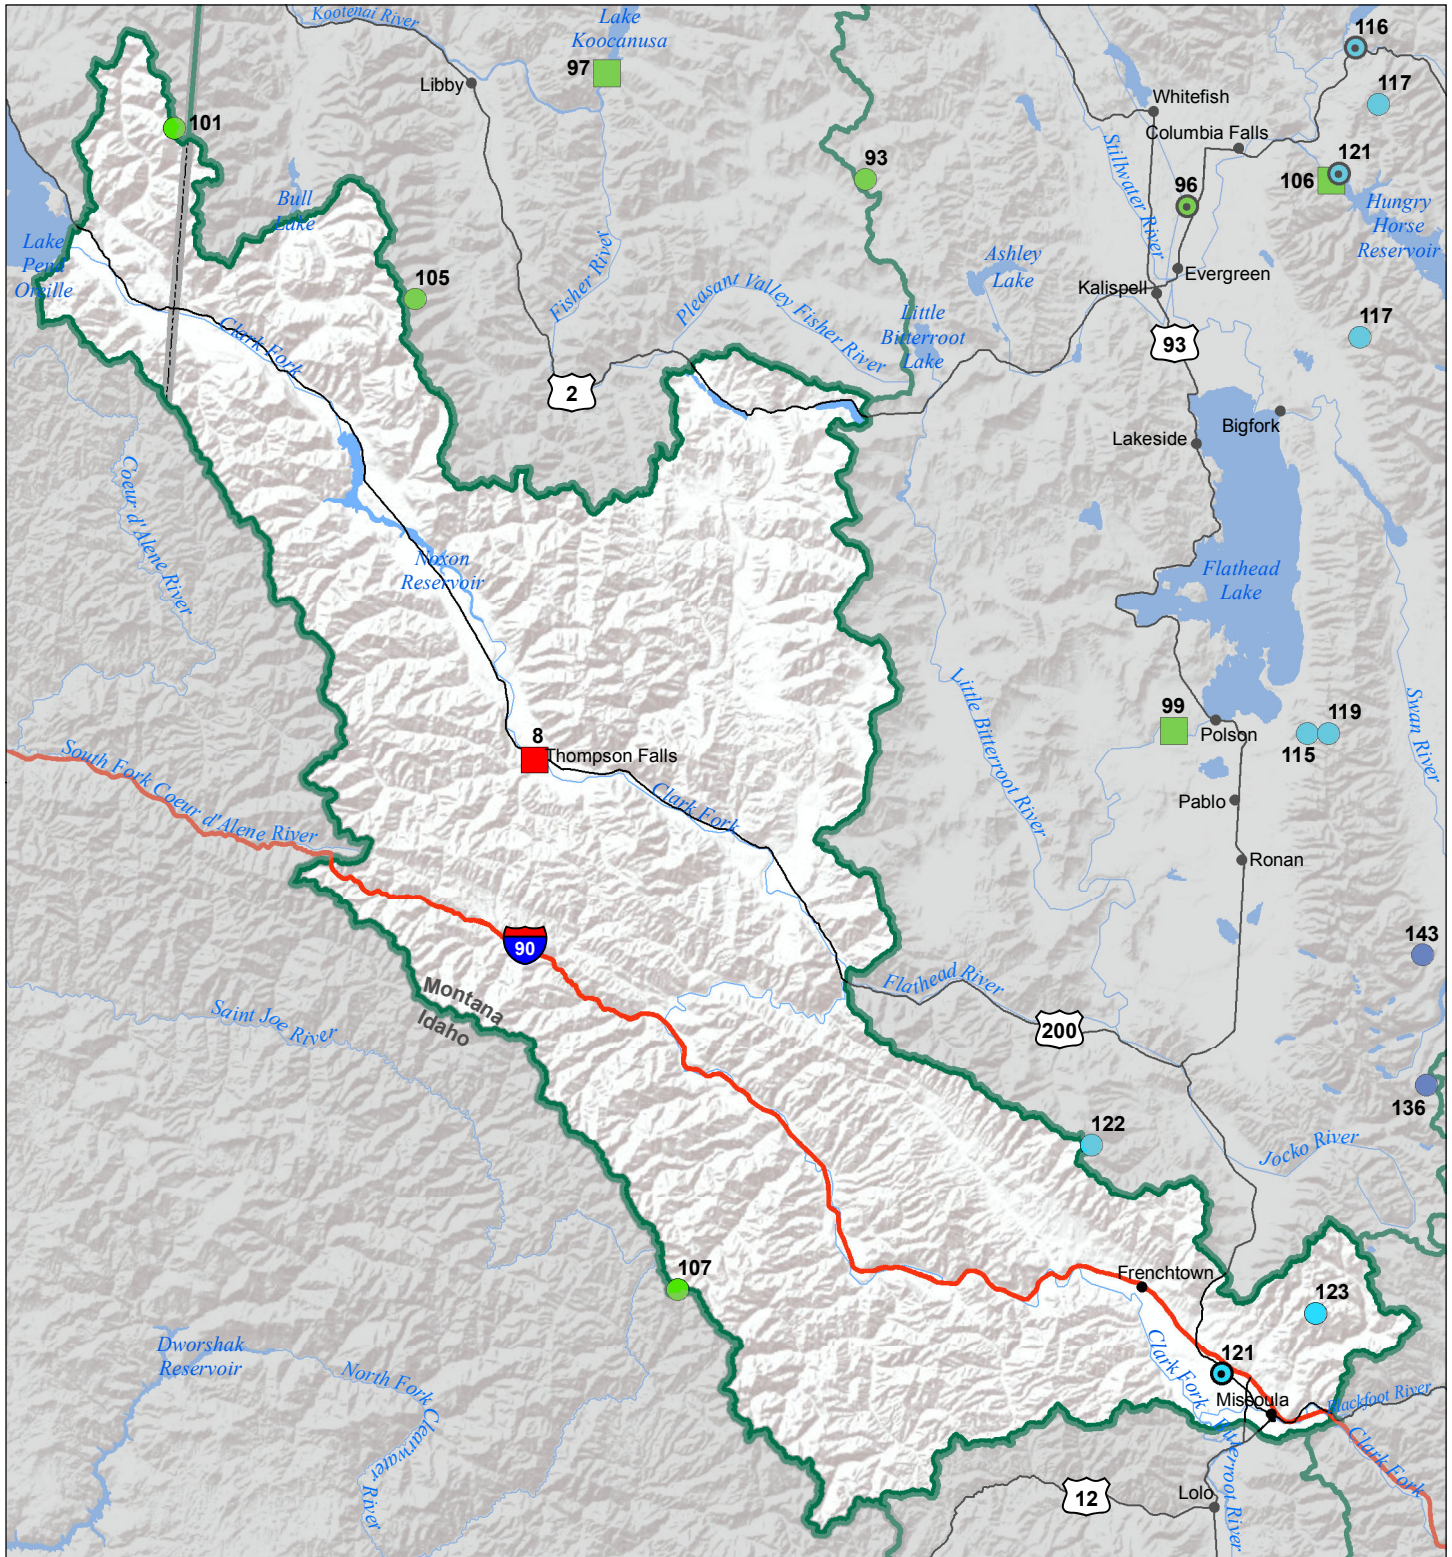 Kootenai River
Lake
Koocanusa
97
Libby
116
117
Whitefish
Columbia Falls
101
93
121
106
Stillwater River
96
Hungry
Horse
Reservoir
Bull
Lake
Lake
Pend
Oreille
Fisher River
Ashley
Lake
Evergreen
105
Pleasant Valley Fisher River
Kalispell
Little
Bitterroot
Lake
Clark Fork
93
117
2
Bigfork
Lakeside
Coeur d'Alene River
Noxon
Reservoir
Flathead
Lake
Little Bitterroot River
Swan River
99
Polson
119
115
8
Thompson Falls
South Fork Coeur d'Alene River
Clark Fork
Pablo
Ronan
90
143
Flathead River
Montana
Idaho
Saint Joe River
200
136
122
Jocko River
107
Frenchtown
123
Dworshak
Reservoir
North Fork Clearwater
River
Clark Fork
121
Missoula
Blackfoot River
Bitterroot River
Clark Fork
12
Lolo